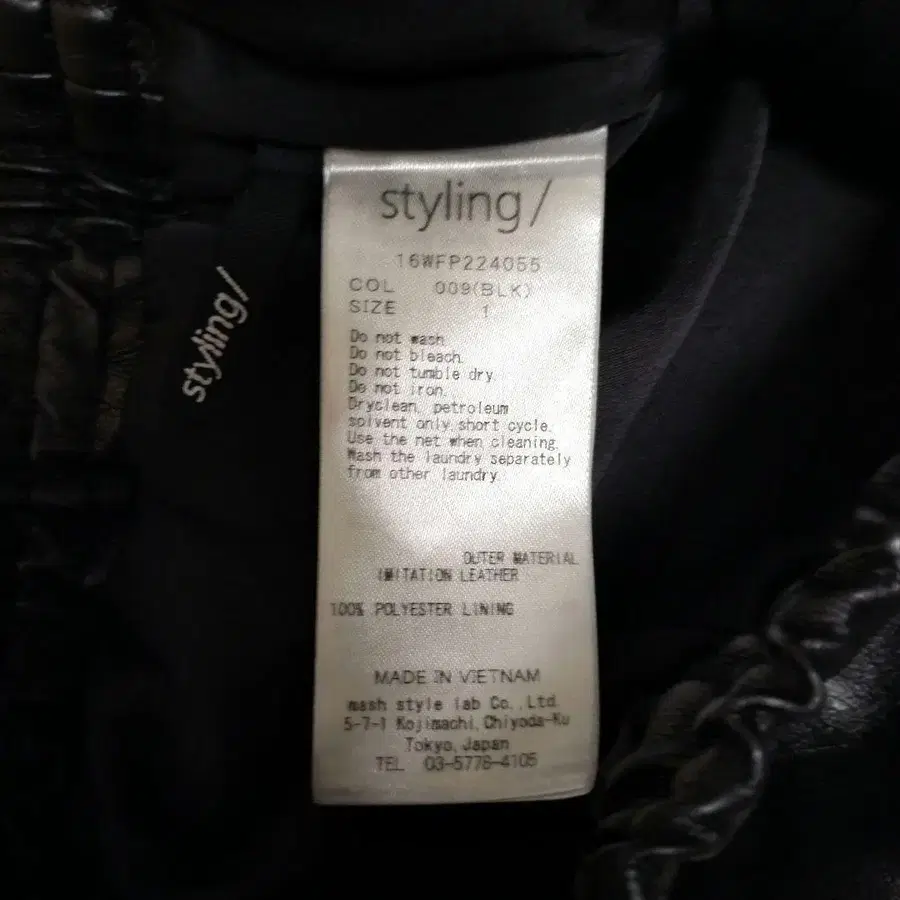 styling/
16WFP224055
COL 009(BLK)
SIZE 1
Do not wash.
Do not bleach.
Do not tumble dry.
Do not iron.
Dryclean, petroleum
solvent only, short cycle.
Use the net when cleaning.
Wash the laundry separately
from other laundry.
OUTER MATERIAL
IMITATION LEATHER
100% POLYESTER LINING
MADE IN VIETNAM
mash style lab Co.,Ltd.
5-7-1 Kojimachi,Chiyoda-Ku
Tokyo,Japan
TEL 03-5778-4105
styling/